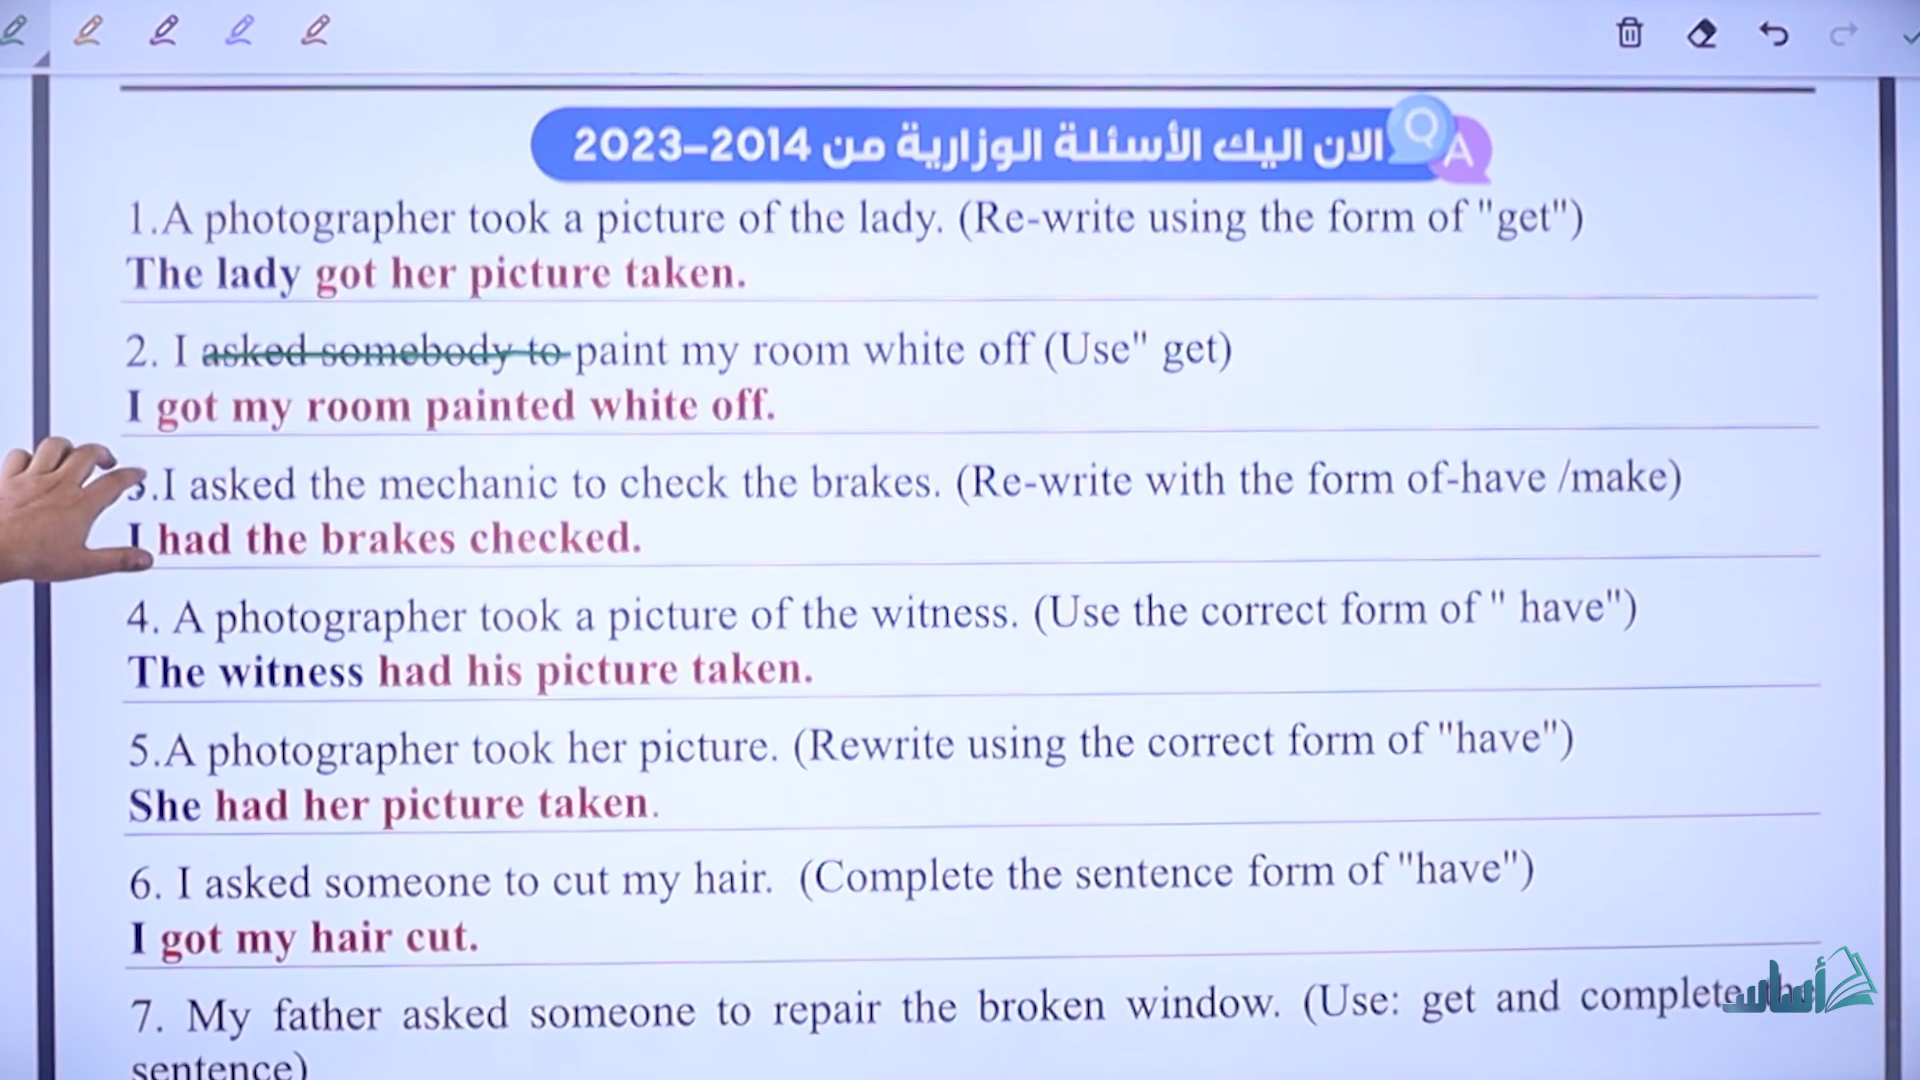 الان اليك الأسئلة الوزارية من 2014–2023
Q
A
1.A photographer took a picture of the lady. (Re-write using the form of "get")
The lady got her picture taken.
2. I asked somebody to paint my room white off (Use" get)
I got my room painted white off.
3.I asked the mechanic to check the brakes. (Re-write with the form of-have /make)
I had the brakes checked.
4. A photographer took a picture of the witness. (Use the correct form of " have")
The witness had his picture taken.
5.A photographer took her picture. (Rewrite using the correct form of "have")
She had her picture taken.
6. I asked someone to cut my hair. (Complete the sentence form of "have")
I got my hair cut.
7. My father asked someone to repair the broken window. (Use: get and complete the
sentence)
أساس